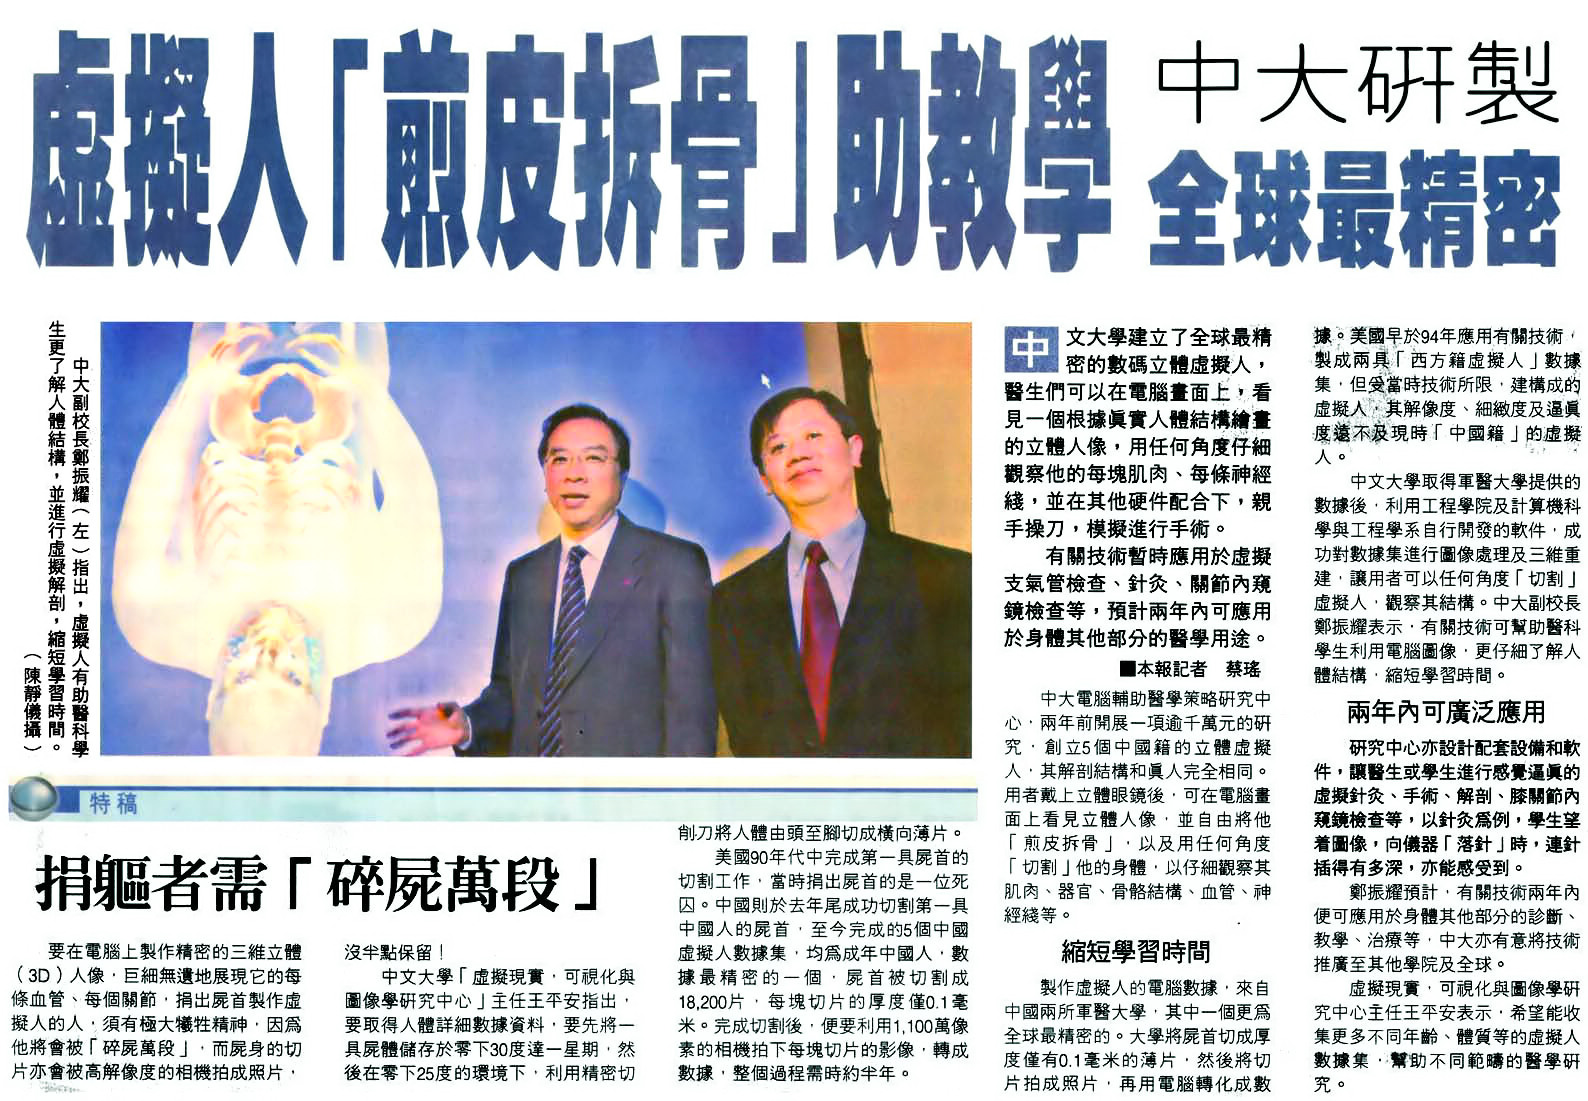 虛擬人「煎皮拆骨」助教學
中大研製
全球最精密
中大副校長鄭振耀（左）指出，虛擬人有助醫科學
生更了解人體結構，並進行虛擬解剖，縮短學習時間。
（陳靜儀攝）
中文大學建立了全球最精
密的數碼立體虛擬人，
醫生們可以在電腦畫面上，看
見一個根據眞實人體結構繪畫
的立體人像，用任何角度仔細
觀察他的每塊肌肉、每條神經
綫，並在其他硬件配合下，親
手操刀，模擬進行手術。
有關技術暫時應用於虛擬
支氣管檢查、針灸、關節內窺
鏡檢查等，預計兩年內可應用
於身體其他部分的醫學用途。
■本報記者　蔡瑤
中大電腦輔助醫學策略研究中
心，兩年前開展一項逾千萬元的研
究，創立5個中國籍的立體虛擬
人，其解剖結構和眞人完全相同。
用者戴上立體眼鏡後，可在電腦畫
面上看見立體人像，並自由將他
「煎皮拆骨」，以及用任何角度
「切割」他的身體，以仔細觀察其
肌肉、器官、骨骼結構、血管、神
經綫等。
縮短學習時間
製作虛擬人的電腦數據，來自
中國兩所軍醫大學，其中一個更爲
全球最精密的。大學將屍首切成厚
度僅有0.1毫米的薄片，然後將切
片拍成照片，再用電腦轉化成數
據。美國早於94年應用有關技術，
製成兩具「西方籍虛擬人」數據
集，但受當時技術所限，建構成的
虛擬人，其解像度、細緻度及逼眞
度遠不及現時「中國籍」的虛擬
人。
中文大學取得軍醫大學提供的
數據後，利用工程學院及計算機科
學與工程學系自行開發的軟件，成
功對數據集進行圖像處理及三維重
建，讓用者可以任何角度「切割」
虛擬人，觀察其結構。中大副校長
鄭振耀表示，有關技術可幫助醫科
學生利用電腦圖像，更仔細了解人
體結構，縮短學習時間。
兩年內可廣泛應用
研究中心亦設計配套設備和軟
件，讓醫生或學生進行感覺逼眞的
虛擬針灸、手術、解剖、膝關節內
窺鏡檢查等，以針灸爲例，學生望
着圖像，向儀器「落針」時，連針
插得有多深，亦能感受到。
鄭振耀預計，有關技術兩年內
便可應用於身體其他部分的診斷、
教學、治療等，中大亦有意將技術
推廣至其他學院及全球。
虛擬現實，可視化與圖像學研
究中心主任王平安表示，希望能收
集更多不同年齡、體質等的虛擬人
數據集，幫助不同範疇的醫學研
究。
特稿
捐軀者需「碎屍萬段」
要在電腦上製作精密的三維立體
（3D）人像，巨細無遺地展現它的每
條血管、每個關節，捐出屍首製作虛
擬人的人，須有極大犧牲精神，因爲
他將會被「碎屍萬段」，而屍身的切
片亦會被高解像度的相機拍成照片，
沒半點保留！
中文大學「虛擬現實，可視化與
圖像學研究中心」主任王平安指出，
要取得人體詳細數據資料，要先將一
具屍體儲存於零下30度達一星期，然
後在零下25度的環境下，利用精密切
削刀將人體由頭至腳切成橫向薄片。
美國90年代中完成第一具屍首的
切割工作，當時捐出屍首的是一位死
囚。中國則於去年尾成功切割第一具
中國人的屍首，至今完成的5個中國
虛擬人數據集，均爲成年中國人，數
據最精密的一個，屍首被切割成
18,200片，每塊切片的厚度僅0.1毫
米。完成切割後，便要利用1,100萬像
素的相機拍下每塊切片的影像，轉成
數據，整個過程需時約半年。